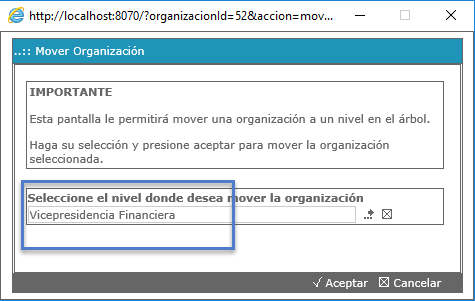 http://localhost:8070/?organizacionId=52&accion=mov...
..:: Mover Organización
IMPORTANTE
Esta pantalla le permitirá mover una organización a un nivel en el árbol.
Haga su selección y presione aceptar para mover la organización
seleccionada.
Seleccione el nivel donde desea mover la organización
Vicepresidencia Financiera
Aceptar Cancelar